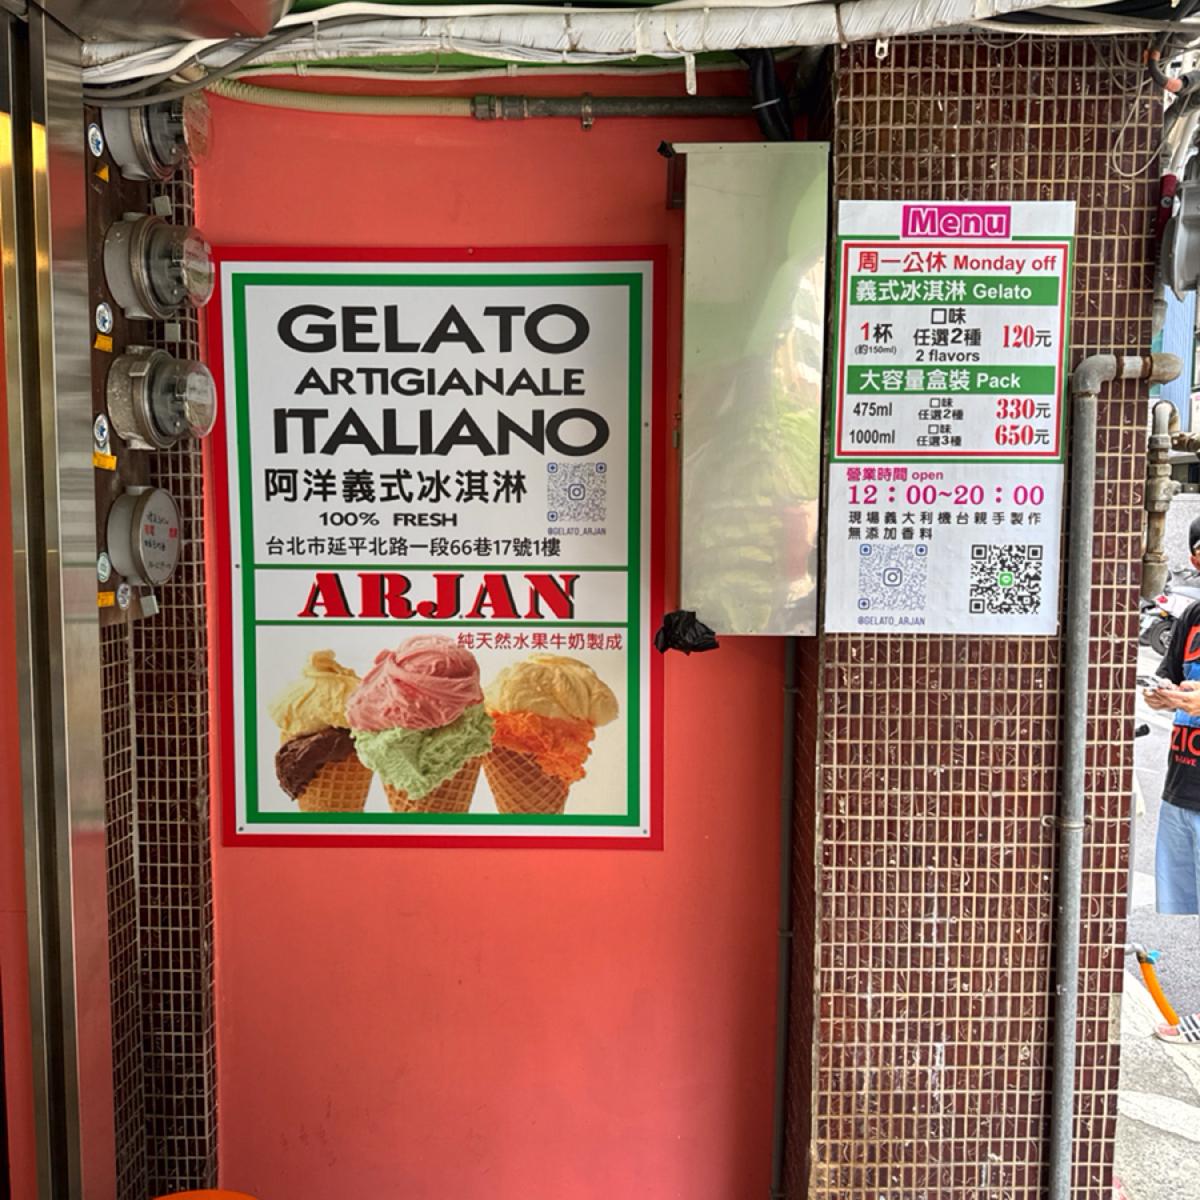 GELATO
ARTIGIANALE
ITALIANO
阿洋義式冰淇淋
100% FRESH
@GELATO_ARJAN
台北市延平北路一段66巷17號1樓
ARJAN
純天然水果牛奶製成
Menu
周一公休 Monday off
義式冰淇淋 Gelato
1杯
(約150ml)
口味
任選2種
2 flavors
120元
大容量盒裝 Pack
475ml
口味
任選2種
330元
1000ml
口味
任選3種
650元
營業時間 open
12：00~20：00
現場義大利機台親手製作
無添加香料
@GELATO_ARJAN